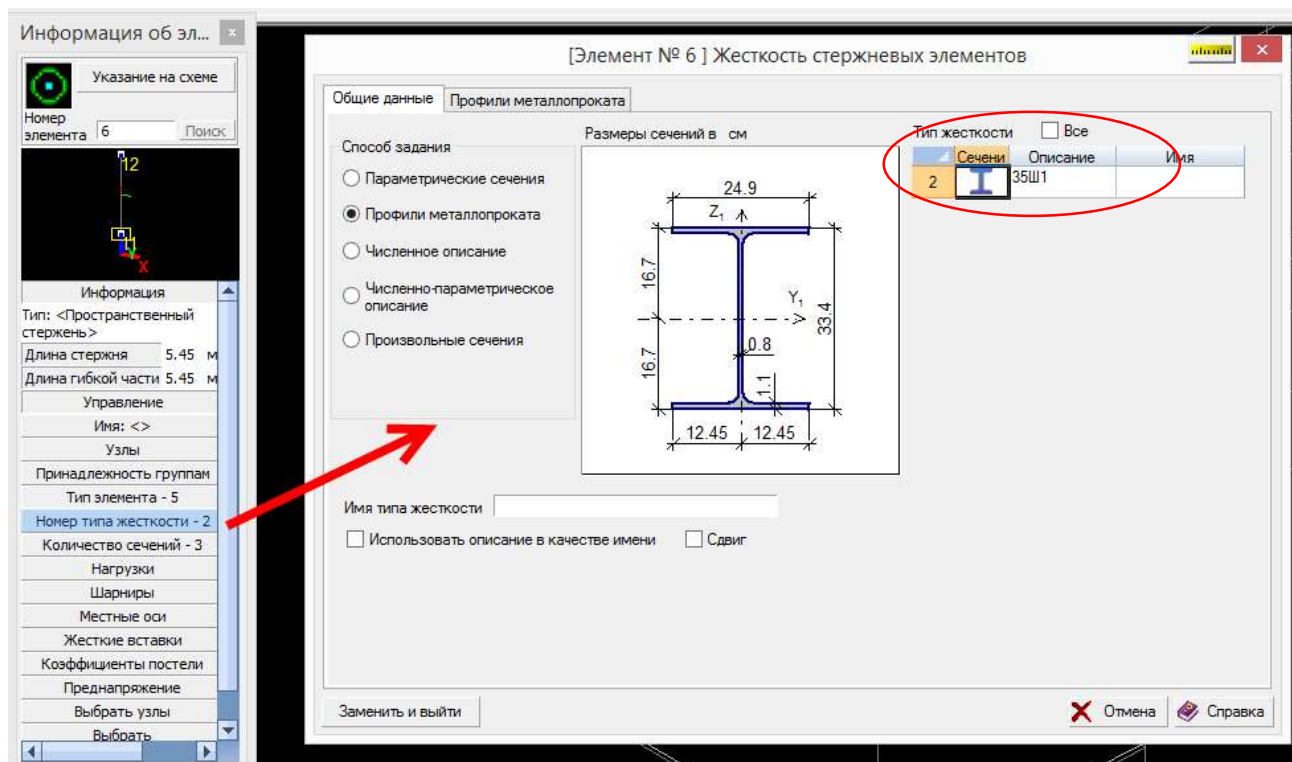 Информация об эл...
Указание на схеме
Номер
элемента 6 Поиск
12
X
Информация
Тип: <Пространственный
стержень>
Длина стержня 5.45 м
Длина гибкой части 5.45 м
Управление
Имя: <>
Узлы
Принадлежность группам
Тип элемента - 5
Номер типа жесткости - 2
Количество сечений - 3
Нагрузки
Шарниры
Местные оси
Жесткие вставки
Коэффициенты постели
Преднапряжение
Выбрать узлы
Выбрать
[Элемент № 6 ] Жесткость стержневых элементов
Общие данные Профили металлопроката
Способ задания
Параметрические сечения
Профили металлопроката
Численное описание
Численно-параметрическое
описание
Произвольные сечения
Размеры сечений в см
24.9
Z1
16.7
Y1
33.4
0.8
16.7
1.1
12.45 12.45
Тип жесткости Все
Сечени Описание Имя
2 35Ш1
Имя типа жесткости
Использовать описание в качестве имени Сдвиг
Заменить и выйти Отмена Справка